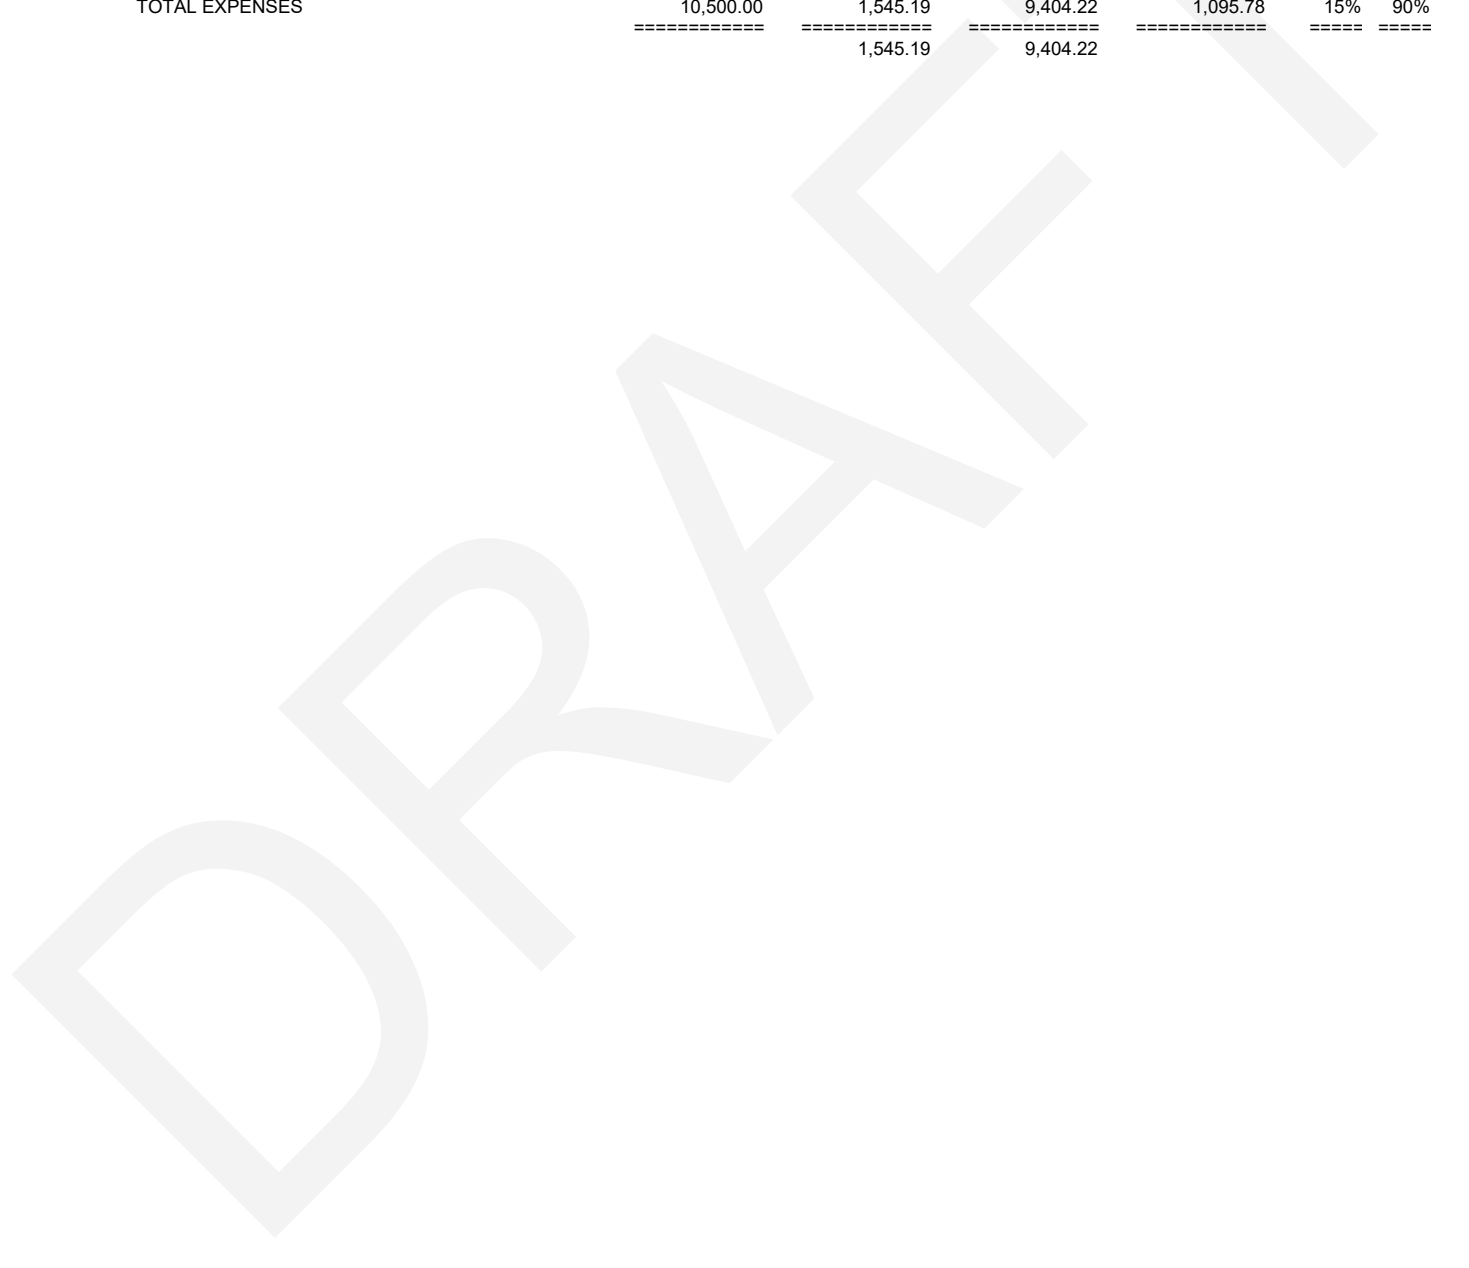 TOTAL EXPENSES 10,500.00 1,545.19 9,404.22 1,095.78 15% 90%
============ ============ ============ ============ ===== =====
1,545.19 9,404.22
DRAFT